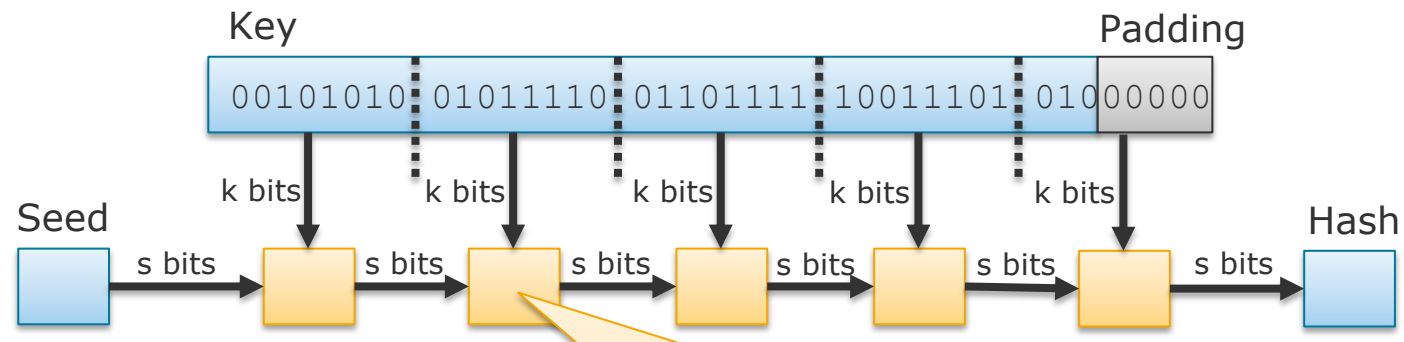 Key Padding
00101010 01011110 01101111 10011101 01000000
k bits k bits k bits k bits k bits
Seed Hash
s bits s bits s bits s bits s bits s bits